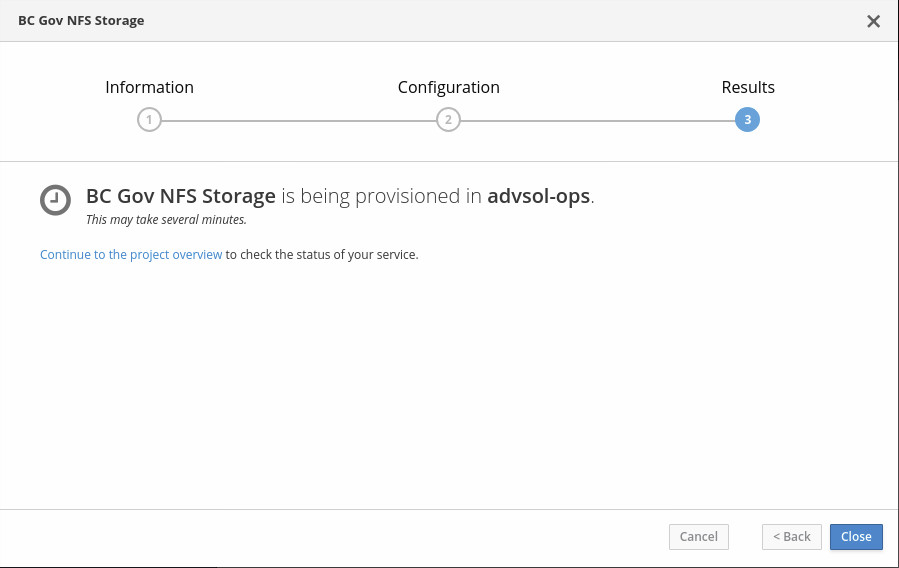 BC Gov NFS Storage
Information
Configuration
Results
1
2
3
BC Gov NFS Storage is being provisioned in advsol-ops.
This may take several minutes.
Continue to the project overview to check the status of your service.
Cancel
< Back
Close